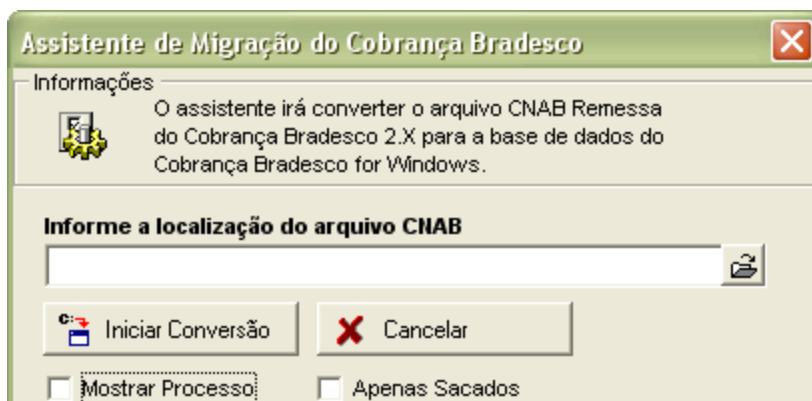 Assistente de Migração do Cobrança Bradesco
Informações
O assistente irá converter o arquivo CNAB Remessa
do Cobrança Bradesco 2.X para a base de dados do
Cobrança Bradesco for Windows.
Informe a localização do arquivo CNAB
Iniciar Conversão Cancelar
Mostrar Processo Apenas Sacados